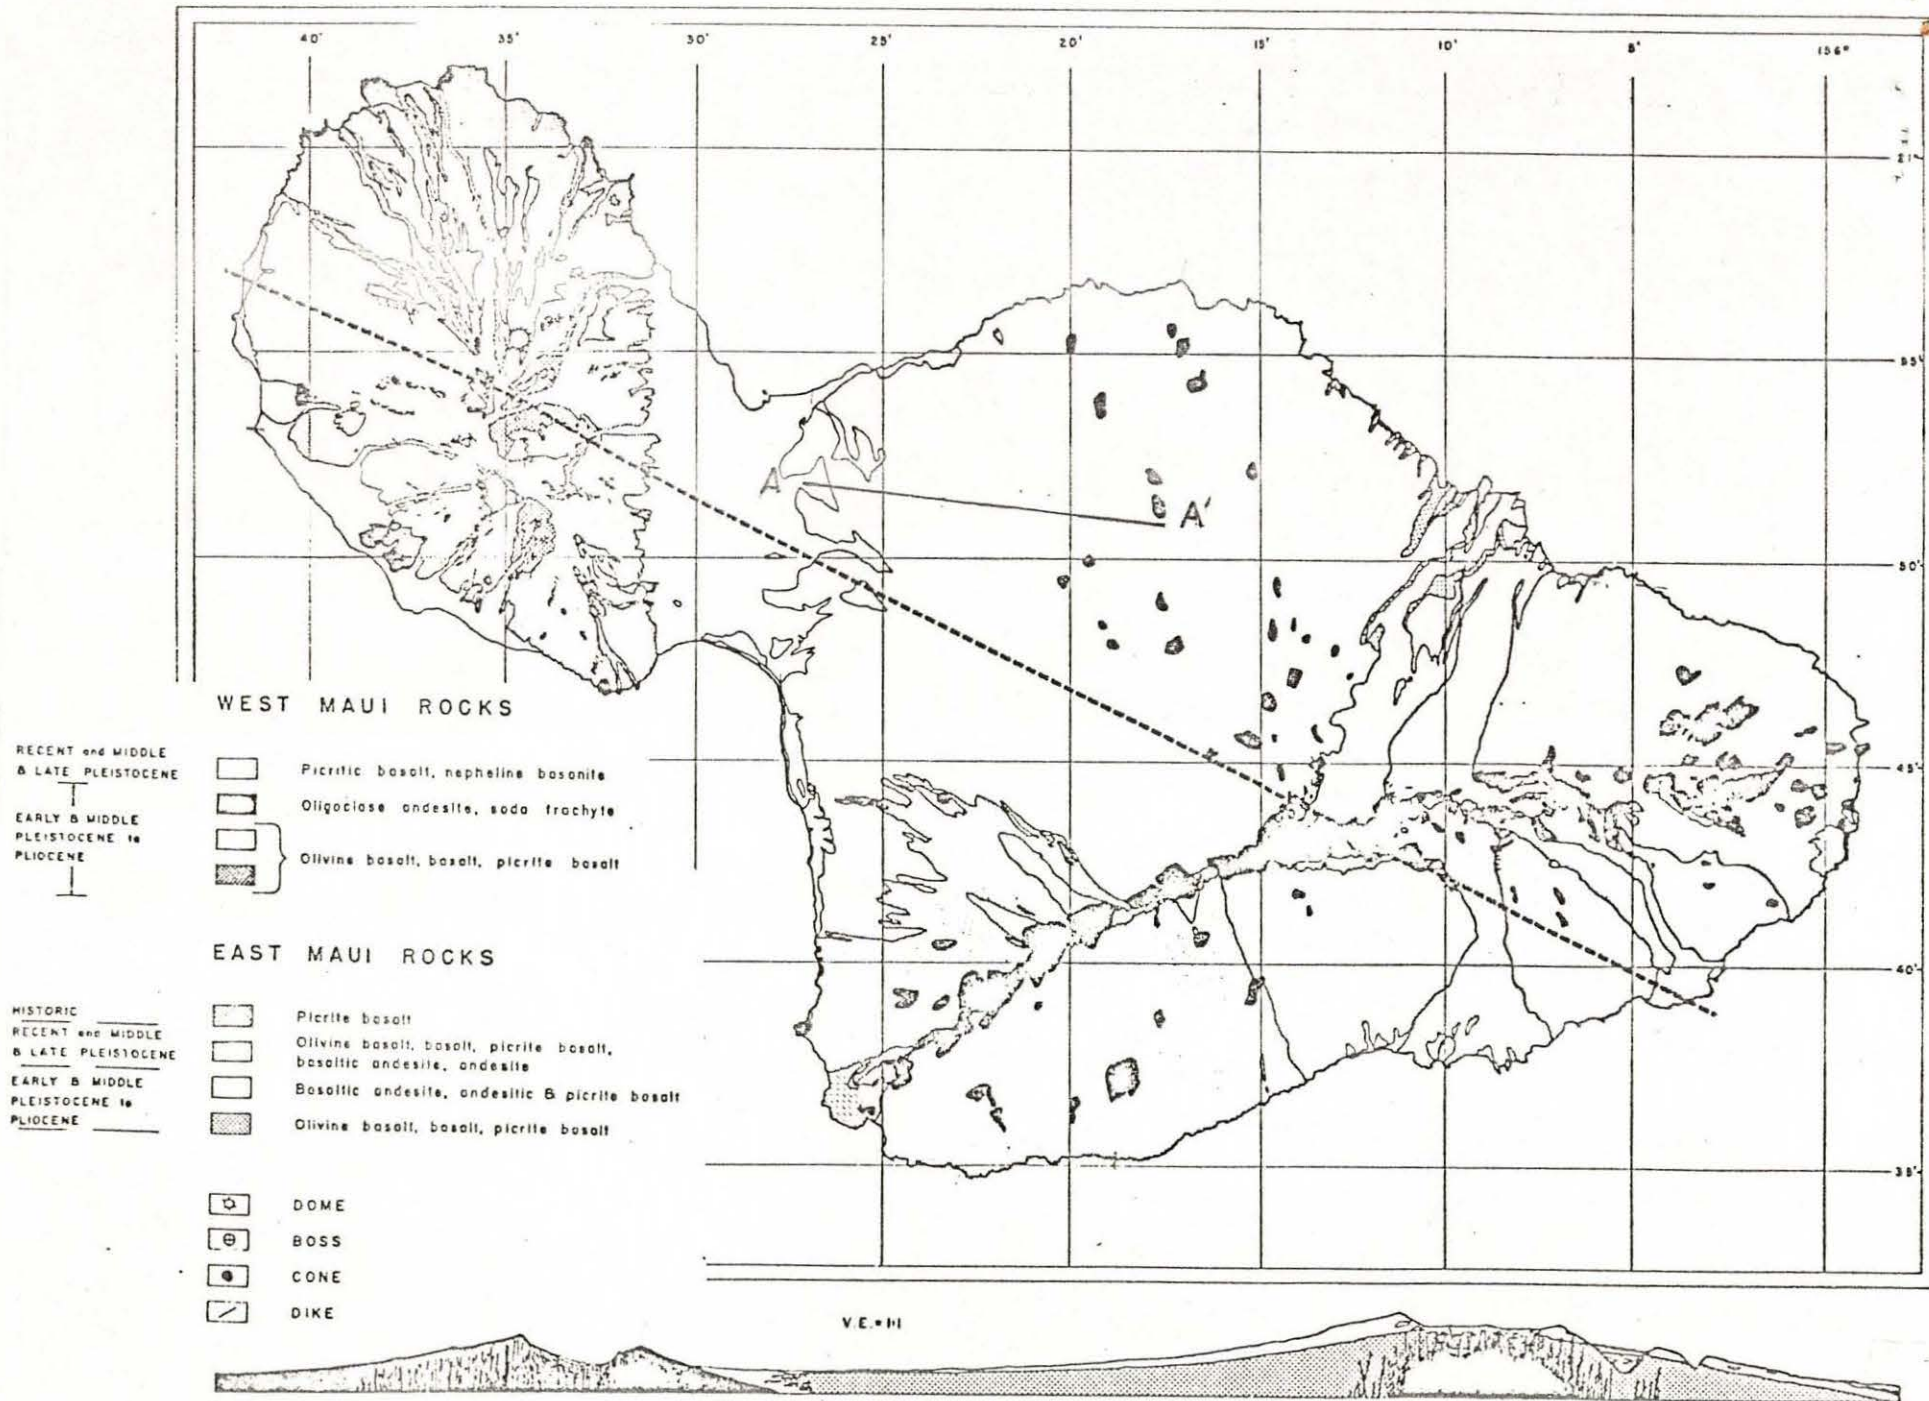 40' 35' 30' 25' 20' 15' 10' 5' 156°
21°
55'
A A'
50'
45'
40'
35'
WEST MAUI ROCKS
RECENT and MIDDLE
& LATE PLEISTOCENE
Picritic basalt, nepheline basanite
Oligoclase andesite, soda trachyte
EARLY & MIDDLE
PLEISTOCENE to
PLIOCENE
Olivine basalt, basalt, picrite basalt
EAST MAUI ROCKS
HISTORIC
Picrite basalt
RECENT and MIDDLE
& LATE PLEISTOCENE
Olivine basalt, basalt, picrite basalt,
basaltic andesite, andesite
EARLY & MIDDLE
PLEISTOCENE to
PLIOCENE
Basaltic andesite, andesitic & picrite basalt
Olivine basalt, basalt, picrite basalt
DOME
BOSS
CONE
DIKE
V.E.=1:1